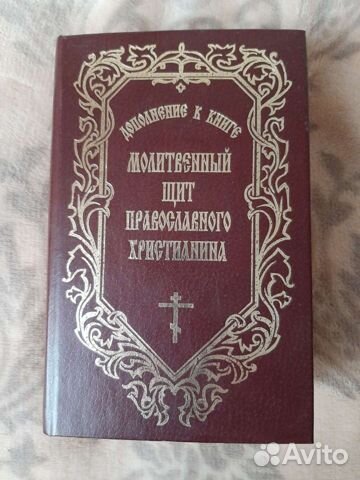 ДОПОЛНЕНИЕ К КНИГЕ
МОЛИТВЕННЫЙ
ЩИТ
ПРАВОСЛАВНОГО
ХРИСТИАНИНА
Avito